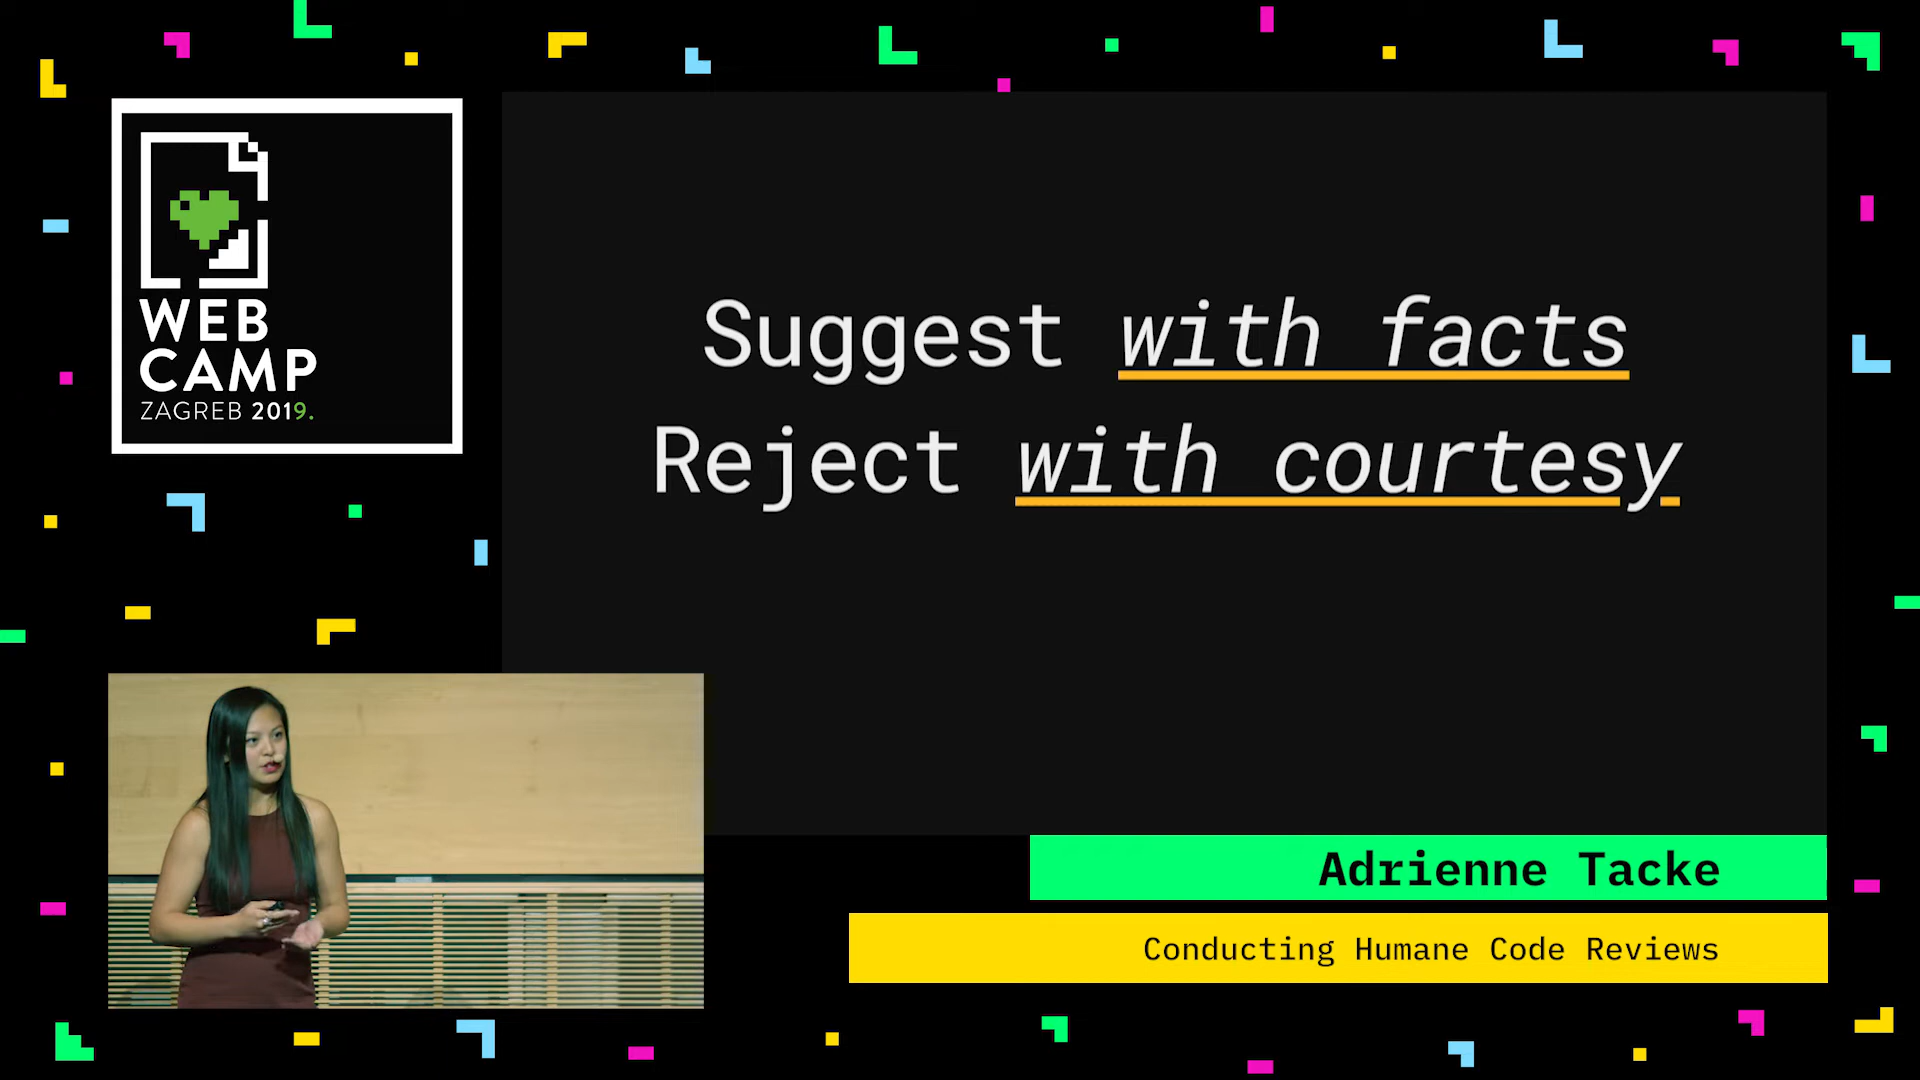 WEB
CAMP
ZAGREB 2019.
Suggest with facts
Reject with courtesy
Adrienne Tacke
Conducting Humane Code Reviews